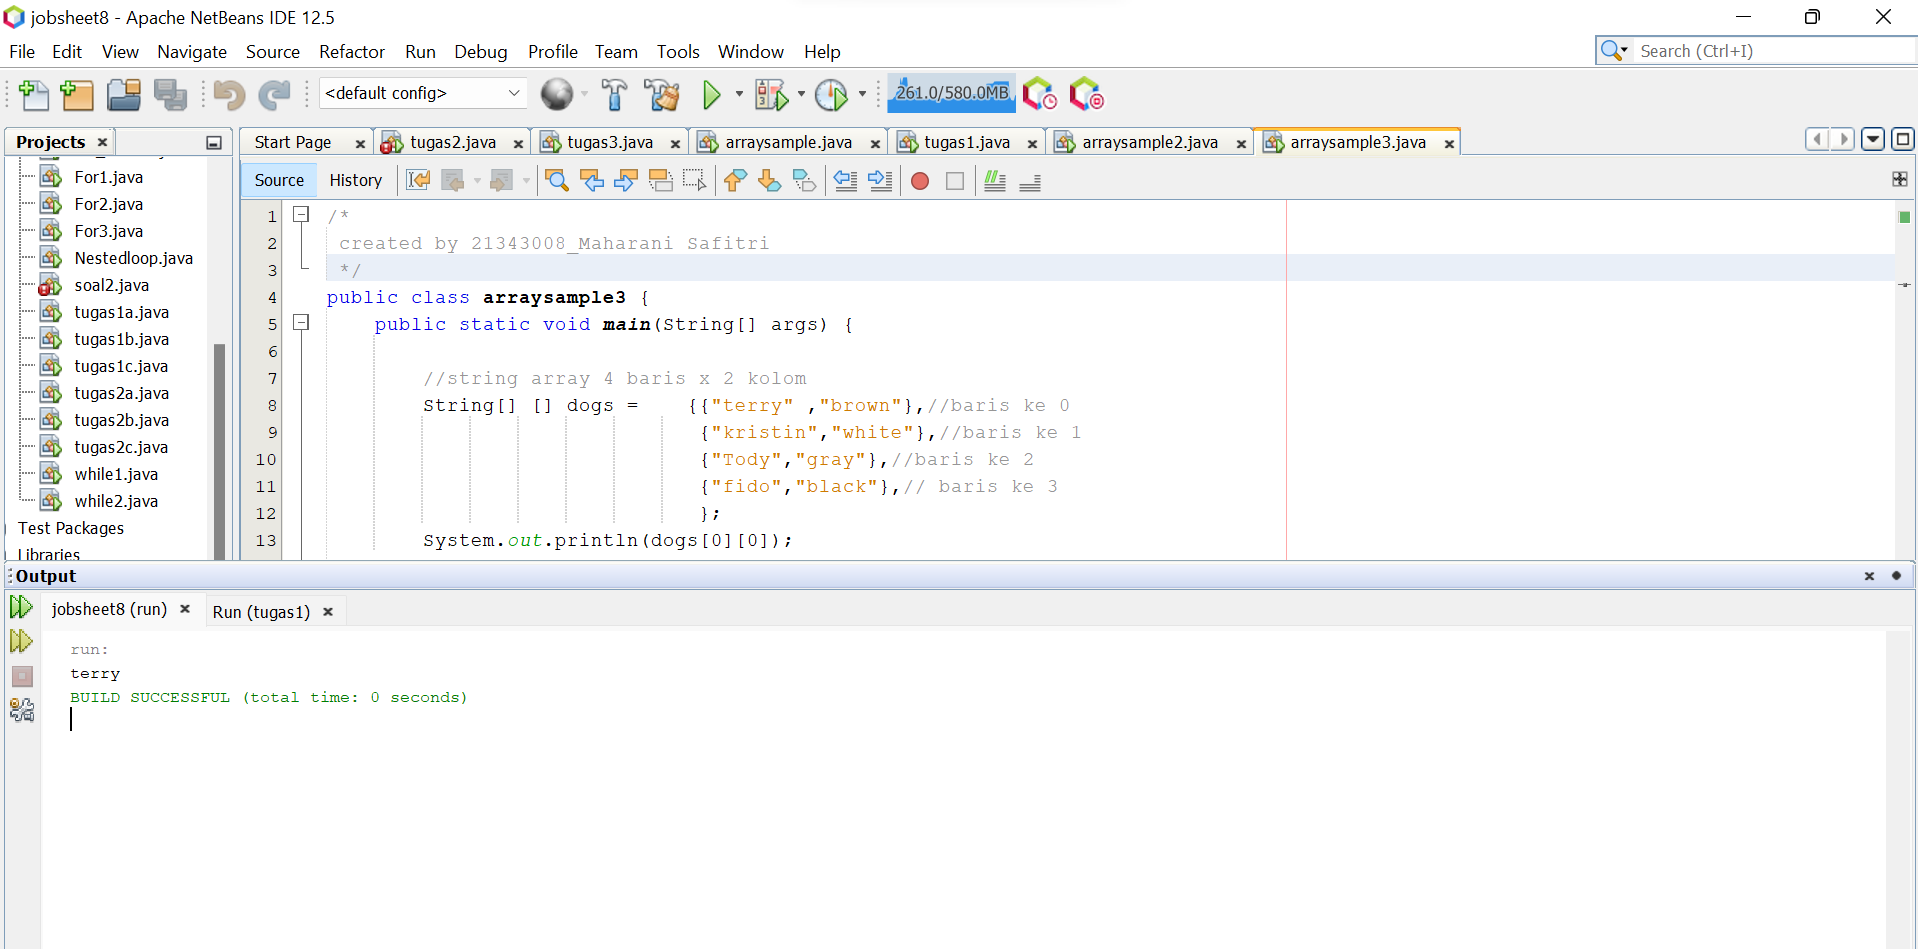 jobsheet8 - Apache NetBeans IDE 12.5
File Edit View Navigate Source Refactor Run Debug Profile Team Tools Window Help
Search (Ctrl+I)
<default config>
261.0/580.0MB
Projects
Start Page tugas2.java tugas3.java arraysample.java tugas1.java arraysample2.java arraysample3.java
Source History
For1.java
For2.java
For3.java
Nestedloop.java
soal2.java
tugas1a.java
tugas1b.java
tugas1c.java
tugas2a.java
tugas2b.java
tugas2c.java
while1.java
while2.java
Test Packages
Libraries
1 /*
2 created by 21343008_Maharani Safitri
3 */
4 public class arraysample3 {
5 public static void main(String[] args) {
6
7 //string array 4 baris x 2 kolom
8 String[] [] dogs = {{"terry" ,"brown"},//baris ke 0
9 {"kristin","white"},//baris ke 1
10 {"Tody","gray"},//baris ke 2
11 {"fido","black"},// baris ke 3
12 };
13 System.out.println(dogs[0][0]);
Output
jobsheet8 (run) Run (tugas1)
run:
terry
BUILD SUCCESSFUL (total time: 0 seconds)